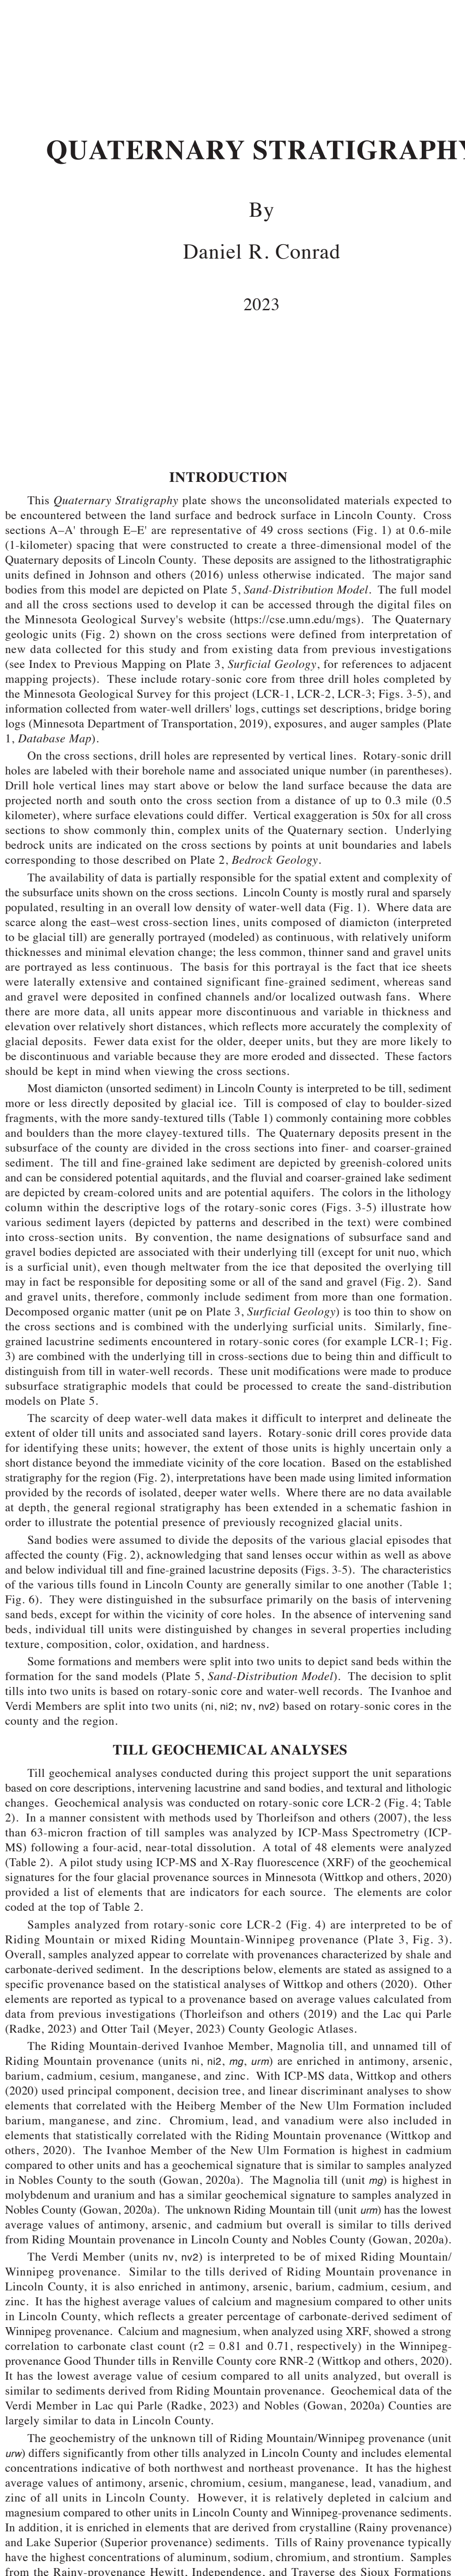 QUATERNARY STRATIGRAPHY
By
Daniel R. Conrad
2023
INTRODUCTION
This Quaternary Stratigraphy plate shows the unconsolidated materials expected to
be encountered between the land surface and bedrock surface in Lincoln County. Cross
sections A–A' through E–E' are representative of 49 cross sections (Fig. 1) at 0.6-mile
(1-kilometer) spacing that were constructed to create a three-dimensional model of the
Quaternary deposits of Lincoln County. These deposits are assigned to the lithostratigraphic
units defined in Johnson and others (2016) unless otherwise indicated. The major sand
bodies from this model are depicted on Plate 5, Sand-Distribution Model. The full model
and all the cross sections used to develop it can be accessed through the digital files on
the Minnesota Geological Survey's website (https://cse.umn.edu/mgs). The Quaternary
geologic units (Fig. 2) shown on the cross sections were defined from interpretation of
new data collected for this study and from existing data from previous investigations
(see Index to Previous Mapping on Plate 3, Surficial Geology, for references to adjacent
mapping projects). These include rotary-sonic core from three drill holes completed by
the Minnesota Geological Survey for this project (LCR-1, LCR-2, LCR-3; Figs. 3-5), and
information collected from water-well drillers' logs, cuttings set descriptions, bridge boring
logs (Minnesota Department of Transportation, 2019), exposures, and auger samples (Plate
1, Database Map).
On the cross sections, drill holes are represented by vertical lines. Rotary-sonic drill
holes are labeled with their borehole name and associated unique number (in parentheses).
Drill hole vertical lines may start above or below the land surface because the data are
projected north and south onto the cross section from a distance of up to 0.3 mile (0.5
kilometer), where surface elevations could differ. Vertical exaggeration is 50x for all cross
sections to show commonly thin, complex units of the Quaternary section. Underlying
bedrock units are indicated on the cross sections by points at unit boundaries and labels
corresponding to those described on Plate 2, Bedrock Geology.
The availability of data is partially responsible for the spatial extent and complexity of
the subsurface units shown on the cross sections. Lincoln County is mostly rural and sparsely
populated, resulting in an overall low density of water-well data (Fig. 1). Where data are
scarce along the east–west cross-section lines, units composed of diamicton (interpreted
to be glacial till) are generally portrayed (modeled) as continuous, with relatively uniform
thicknesses and minimal elevation change; the less common, thinner sand and gravel units
are portrayed as less continuous. The basis for this portrayal is the fact that ice sheets
were laterally extensive and contained significant fine-grained sediment, whereas sand
and gravel were deposited in confined channels and/or localized outwash fans. Where
there are more data, all units appear more discontinuous and variable in thickness and
elevation over relatively short distances, which reflects more accurately the complexity of
glacial deposits. Fewer data exist for the older, deeper units, but they are more likely to
be discontinuous and variable because they are more eroded and dissected. These factors
should be kept in mind when viewing the cross sections.
Most diamicton (unsorted sediment) in Lincoln County is interpreted to be till, sediment
more or less directly deposited by glacial ice. Till is composed of clay to boulder-sized
fragments, with the more sandy-textured tills (Table 1) commonly containing more cobbles
and boulders than the more clayey-textured tills. The Quaternary deposits present in the
subsurface of the county are divided in the cross sections into finer- and coarser-grained
sediment. The till and fine-grained lake sediment are depicted by greenish-colored units
and can be considered potential aquitards, and the fluvial and coarser-grained lake sediment
are depicted by cream-colored units and are potential aquifers. The colors in the lithology
column within the descriptive logs of the rotary-sonic cores (Figs. 3-5) illustrate how
various sediment layers (depicted by patterns and described in the text) were combined
into cross-section units. By convention, the name designations of subsurface sand and
gravel bodies depicted are associated with their underlying till (except for unit nuo, which
is a surficial unit), even though meltwater from the ice that deposited the overlying till
may in fact be responsible for depositing some or all of the sand and gravel (Fig. 2). Sand
and gravel units, therefore, commonly include sediment from more than one formation.
Decomposed organic matter (unit pe on Plate 3, Surficial Geology) is too thin to show on
the cross sections and is combined with the underlying surficial units. Similarly, fine-
grained lacustrine sediments encountered in rotary-sonic cores (for example LCR-1; Fig.
3) are combined with the underlying till in cross-sections due to being thin and difficult to
distinguish from till in water-well records. These unit modifications were made to produce
subsurface stratigraphic models that could be processed to create the sand-distribution
models on Plate 5.
The scarcity of deep water-well data makes it difficult to interpret and delineate the
extent of older till units and associated sand layers. Rotary-sonic drill cores provide data
for identifying these units; however, the extent of those units is highly uncertain only a
short distance beyond the immediate vicinity of the core location. Based on the established
stratigraphy for the region (Fig. 2), interpretations have been made using limited information
provided by the records of isolated, deeper water wells. Where there are no data available
at depth, the general regional stratigraphy has been extended in a schematic fashion in
order to illustrate the potential presence of previously recognized glacial units.
Sand bodies were assumed to divide the deposits of the various glacial episodes that
affected the county (Fig. 2), acknowledging that sand lenses occur within as well as above
and below individual till and fine-grained lacustrine deposits (Figs. 3-5). The characteristics
of the various tills found in Lincoln County are generally similar to one another (Table 1;
Fig. 6). They were distinguished in the subsurface primarily on the basis of intervening
sand beds, except for within the vicinity of core holes. In the absence of intervening sand
beds, individual till units were distinguished by changes in several properties including
texture, composition, color, oxidation, and hardness.
Some formations and members were split into two units to depict sand beds within the
formation for the sand models (Plate 5, Sand-Distribution Model). The decision to split
tills into two units is based on rotary-sonic core and water-well records. The Ivanhoe and
Verdi Members are split into two units (ni, ni2; nv, nv2) based on rotary-sonic cores in the
county and the region.
TILL GEOCHEMICAL ANALYSES
Till geochemical analyses conducted during this project support the unit separations
based on core descriptions, intervening lacustrine and sand bodies, and textural and lithologic
changes. Geochemical analysis was conducted on rotary-sonic core LCR-2 (Fig. 4; Table
2). In a manner consistent with methods used by Thorleifson and others (2007), the less
than 63-micron fraction of till samples was analyzed by ICP-Mass Spectrometry (ICP-
MS) following a four-acid, near-total dissolution. A total of 48 elements were analyzed
(Table 2). A pilot study using ICP-MS and X-Ray fluorescence (XRF) of the geochemical
signatures for the four glacial provenance sources in Minnesota (Wittkop and others, 2020)
provided a list of elements that are indicators for each source. The elements are color
coded at the top of Table 2.
Samples analyzed from rotary-sonic core LCR-2 (Fig. 4) are interpreted to be of
Riding Mountain or mixed Riding Mountain-Winnipeg provenance (Plate 3, Fig. 3).
Overall, samples analyzed appear to correlate with provenances characterized by shale and
carbonate-derived sediment. In the descriptions below, elements are stated as assigned to a
specific provenance based on the statistical analyses of Wittkop and others (2020). Other
elements are reported as typical to a provenance based on average values calculated from
data from previous investigations (Thorleifson and others (2019) and the Lac qui Parle
(Radke, 2023) and Otter Tail (Meyer, 2023) County Geologic Atlases.
The Riding Mountain-derived Ivanhoe Member, Magnolia till, and unnamed till of
Riding Mountain provenance (units ni, ni2, mg, urm) are enriched in antimony, arsenic,
barium, cadmium, cesium, manganese, and zinc. With ICP-MS data, Wittkop and others
(2020) used principal component, decision tree, and linear discriminant analyses to show
elements that correlated with the Heiberg Member of the New Ulm Formation included
barium, manganese, and zinc. Chromium, lead, and vanadium were also included in
elements that statistically correlated with the Riding Mountain provenance (Wittkop and
others, 2020). The Ivanhoe Member of the New Ulm Formation is highest in cadmium
compared to other units and has a geochemical signature that is similar to samples analyzed
in Nobles County to the south (Gowan, 2020a). The Magnolia till (unit mg) is highest in
molybdenum and uranium and has a similar geochemical signature to samples analyzed in
Nobles County (Gowan, 2020a). The unknown Riding Mountain till (unit urm) has the lowest
average values of antimony, arsenic, and cadmium but overall is similar to tills derived
from Riding Mountain provenance in Lincoln County and Nobles County (Gowan, 2020a).
The Verdi Member (units nv, nv2) is interpreted to be of mixed Riding Mountain/
Winnipeg provenance. Similar to the tills derived of Riding Mountain provenance in
Lincoln County, it is also enriched in antimony, arsenic, barium, cadmium, cesium, and
zinc. It has the highest average values of calcium and magnesium compared to other units
in Lincoln County, which reflects a greater percentage of carbonate-derived sediment of
Winnipeg provenance. Calcium and magnesium, when analyzed using XRF, showed a strong
correlation to carbonate clast count (r2 = 0.81 and 0.71, respectively) in the Winnipeg-
provenance Good Thunder tills in Renville County core RNR-2 (Wittkop and others, 2020).
It has the lowest average value of cesium compared to all units analyzed, but overall is
similar to sediments derived from Riding Mountain provenance. Geochemical data of the
Verdi Member in Lac qui Parle (Radke, 2023) and Nobles (Gowan, 2020a) Counties are
largely similar to data in Lincoln County.
The geochemistry of the unknown till of Riding Mountain/Winnipeg provenance (unit
urw) differs significantly from other tills analyzed in Lincoln County and includes elemental
concentrations indicative of both northwest and northeast provenance. It has the highest
average values of antimony, arsenic, chromium, cesium, manganese, lead, vanadium, and
zinc of all units in Lincoln County. However, it is relatively depleted in calcium and
magnesium compared to other units in Lincoln County and Winnipeg-provenance sediments.
In addition, it is enriched in elements that are derived from crystalline (Rainy provenance)
and Lake Superior (Superior provenance) sediments. Tills of Rainy provenance typically
have the highest concentrations of aluminum, sodium, chromium, and strontium. Samples
from the Rainy-provenance Hewitt, Independence, and Traverse des Sioux Formations